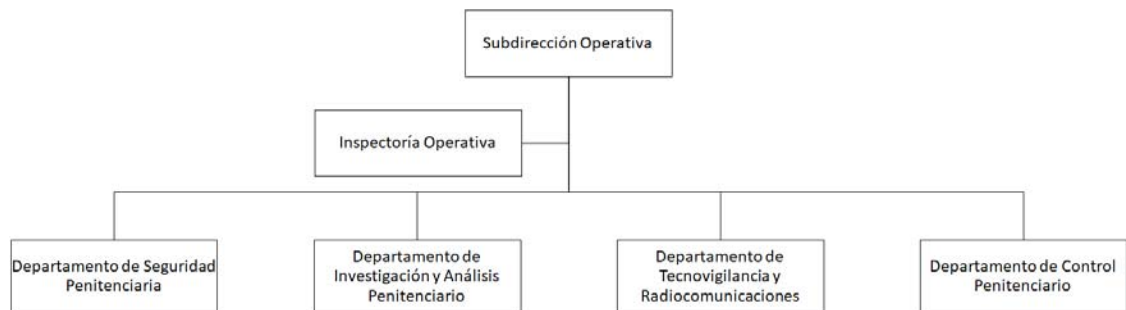 Subdirección Operativa
Inspectoría Operativa
Departamento de Seguridad
Penitenciaria
Departamento de
Investigación y Análisis
Penitenciario
Departamento de
Tecnovigilancia y
Radiocomunicaciones
Departamento de Control
Penitenciario